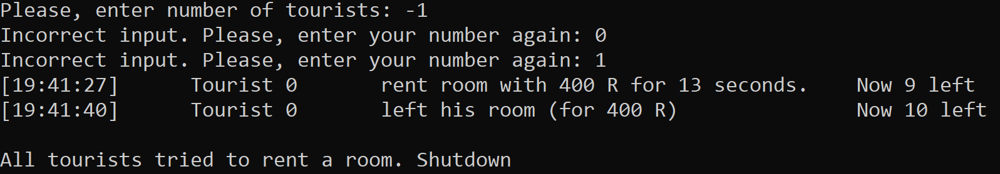 Please, enter number of tourists: -1
Incorrect input. Please, enter your number again: 0
Incorrect input. Please, enter your number again: 1
[19:41:27] Tourist 0 rent room with 400 R for 13 seconds. Now 9 left
[19:41:40] Tourist 0 left his room (for 400 R) Now 10 left
All tourists tried to rent a room. Shutdown